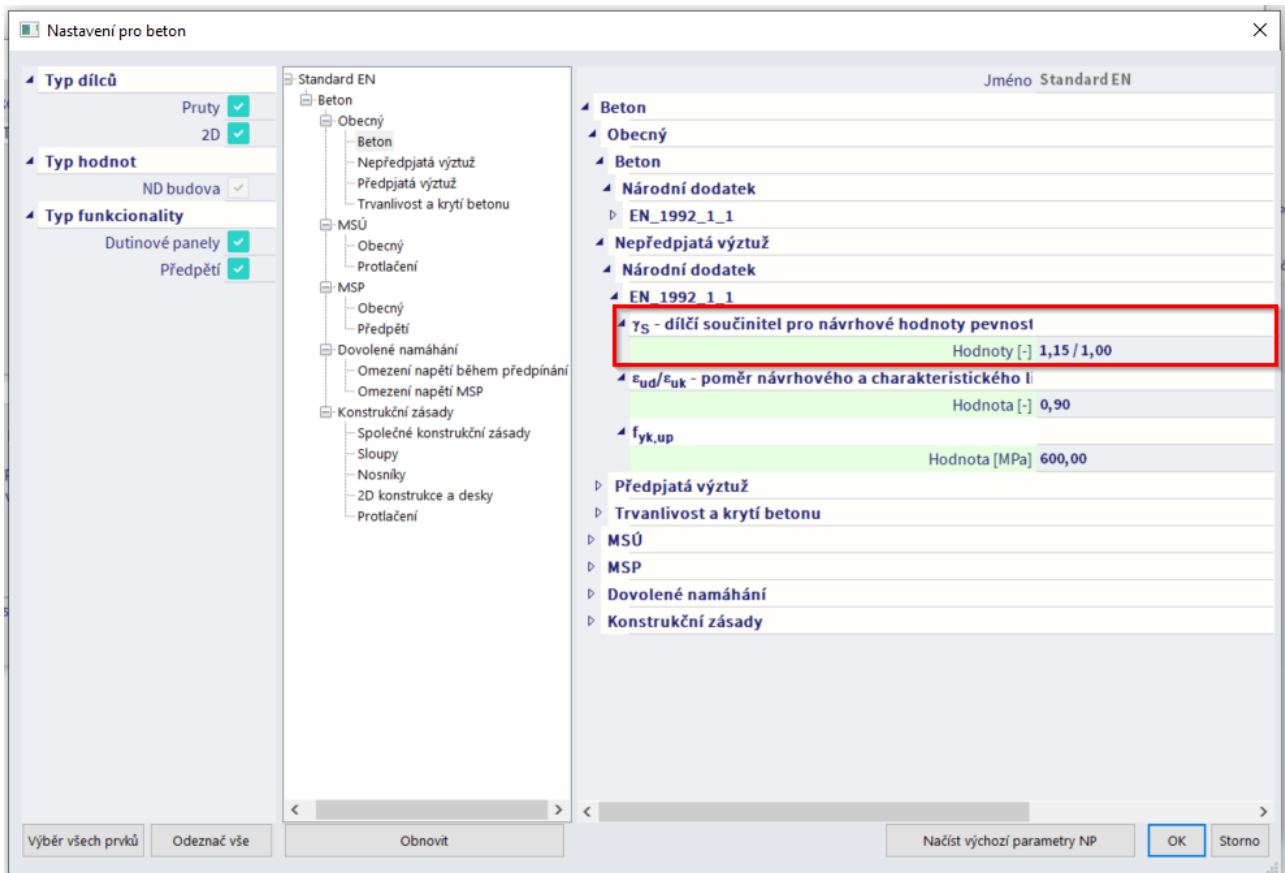 Nastavení pro beton
Typ dílců
Pruty
2D
Typ hodnot
ND budova
Typ funkcionality
Dutinové panely
Předpětí
Standard EN
Beton
Obecný
Beton
Nepředpjatá výztuž
Předpjatá výztuž
Trvanlivost a krytí betonu
MSÚ
Obecný
Protlačení
MSP
Obecný
Předpětí
Dovolené namáhání
Omezení napětí během předpínání
Omezení napětí MSP
Konstrukční zásady
Společné konstrukční zásady
Sloupy
Nosníky
2D konstrukce a desky
Protlačení
Jméno Standard EN
Beton
Obecný
Beton
Národní dodatek
EN_1992_1_1
Nepředpjatá výztuž
Národní dodatek
EN_1992_1_1
γS - dílčí součinitel pro návrhové hodnoty pevnost
Hodnoty [-] 1,15 / 1,00
εud/εuk - poměr návrhového a charakteristického li
Hodnota [-] 0,90
fyk,up
Hodnota [MPa] 600,00
Předpjatá výztuž
Trvanlivost a krytí betonu
MSÚ
MSP
Dovolené namáhání
Konstrukční zásady
Výběr všech prvků Odeznač vše Obnovit Načíst výchozí parametry NP OK Storno